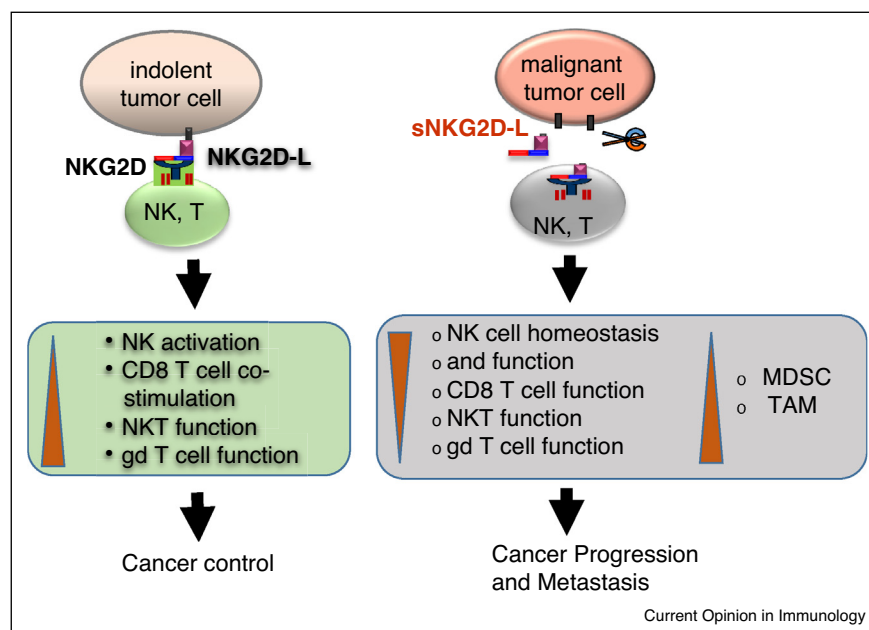 indolent
tumor cell
NKG2D
NKG2D-L
NK, T
• NK activation
• CD8 T cell co-
stimulation
• NKT function
• gd T cell function
Cancer control
malignant
tumor cell
sNKG2D-L
NK, T
o NK cell homeostasis
o and function
o CD8 T cell function
o NKT function
o gd T cell function
o MDSC
o TAM
Cancer Progression
and Metastasis
Current Opinion in Immunology